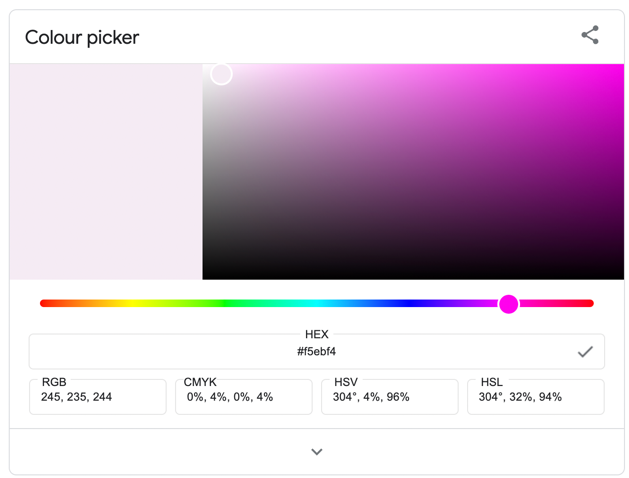 Colour picker
HEX
#f5ebf4
RGB
245, 235, 244
CMYK
0%, 4%, 0%, 4%
HSV
304°, 4%, 96%
HSL
304°, 32%, 94%